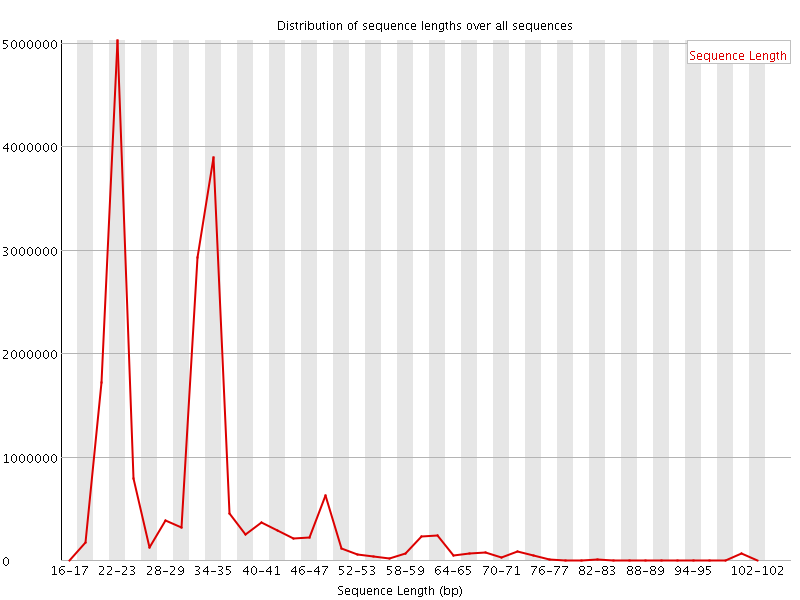 Distribution of sequence lengths over all sequences
Sequence Length
5000000
4000000
3000000
2000000
1000000
0
16-17 22-23 28-29 34-35 40-41 46-47 52-53 58-59 64-65 70-71 76-77 82-83 88-89 94-95 102-102
Sequence Length (bp)